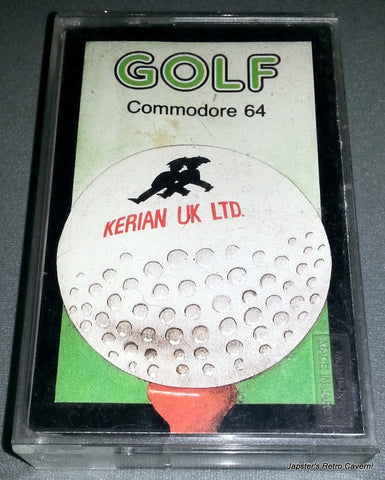 GOLF
Commodore 64
KERIAN UK LTD.
Japster's Retro Cavern!